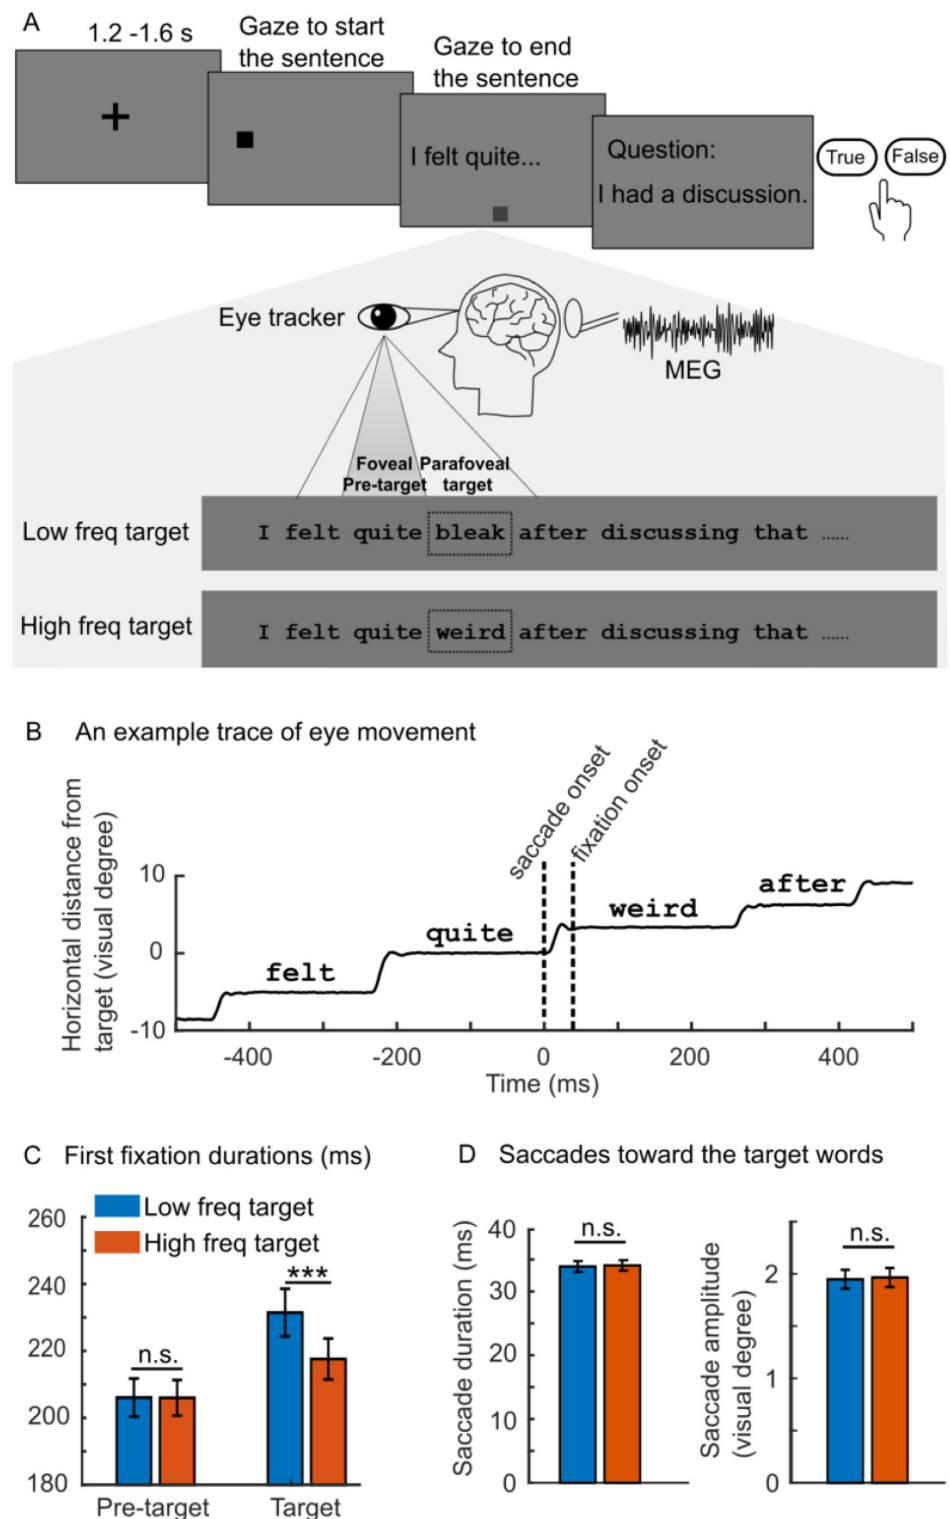 A
1.2 -1.6 s
Gaze to start
the sentence
Gaze to end
the sentence
I felt quite...
Question:
I had a discussion.
True
False
Eye tracker
MEG
Foveal
Pre-target
Parafoveal
target
Low freq target
I felt quite bleak after discussing that ......
High freq target
I felt quite weird after discussing that ......
B An example trace of eye movement
Horizontal distance from
target (visual degree)
10
0
-10
saccade onset
fixation onset
felt
quite
weird
after
-400
-200
0
200
400
Time (ms)
C First fixation durations (ms)
Low freq target
High freq target
260
240
220
200
180
n.s.
***
Pre-target
Target
D Saccades toward the target words
Saccade duration (ms)
40
30
20
10
0
n.s.
Saccade amplitude
(visual degree)
2
1
0
n.s.